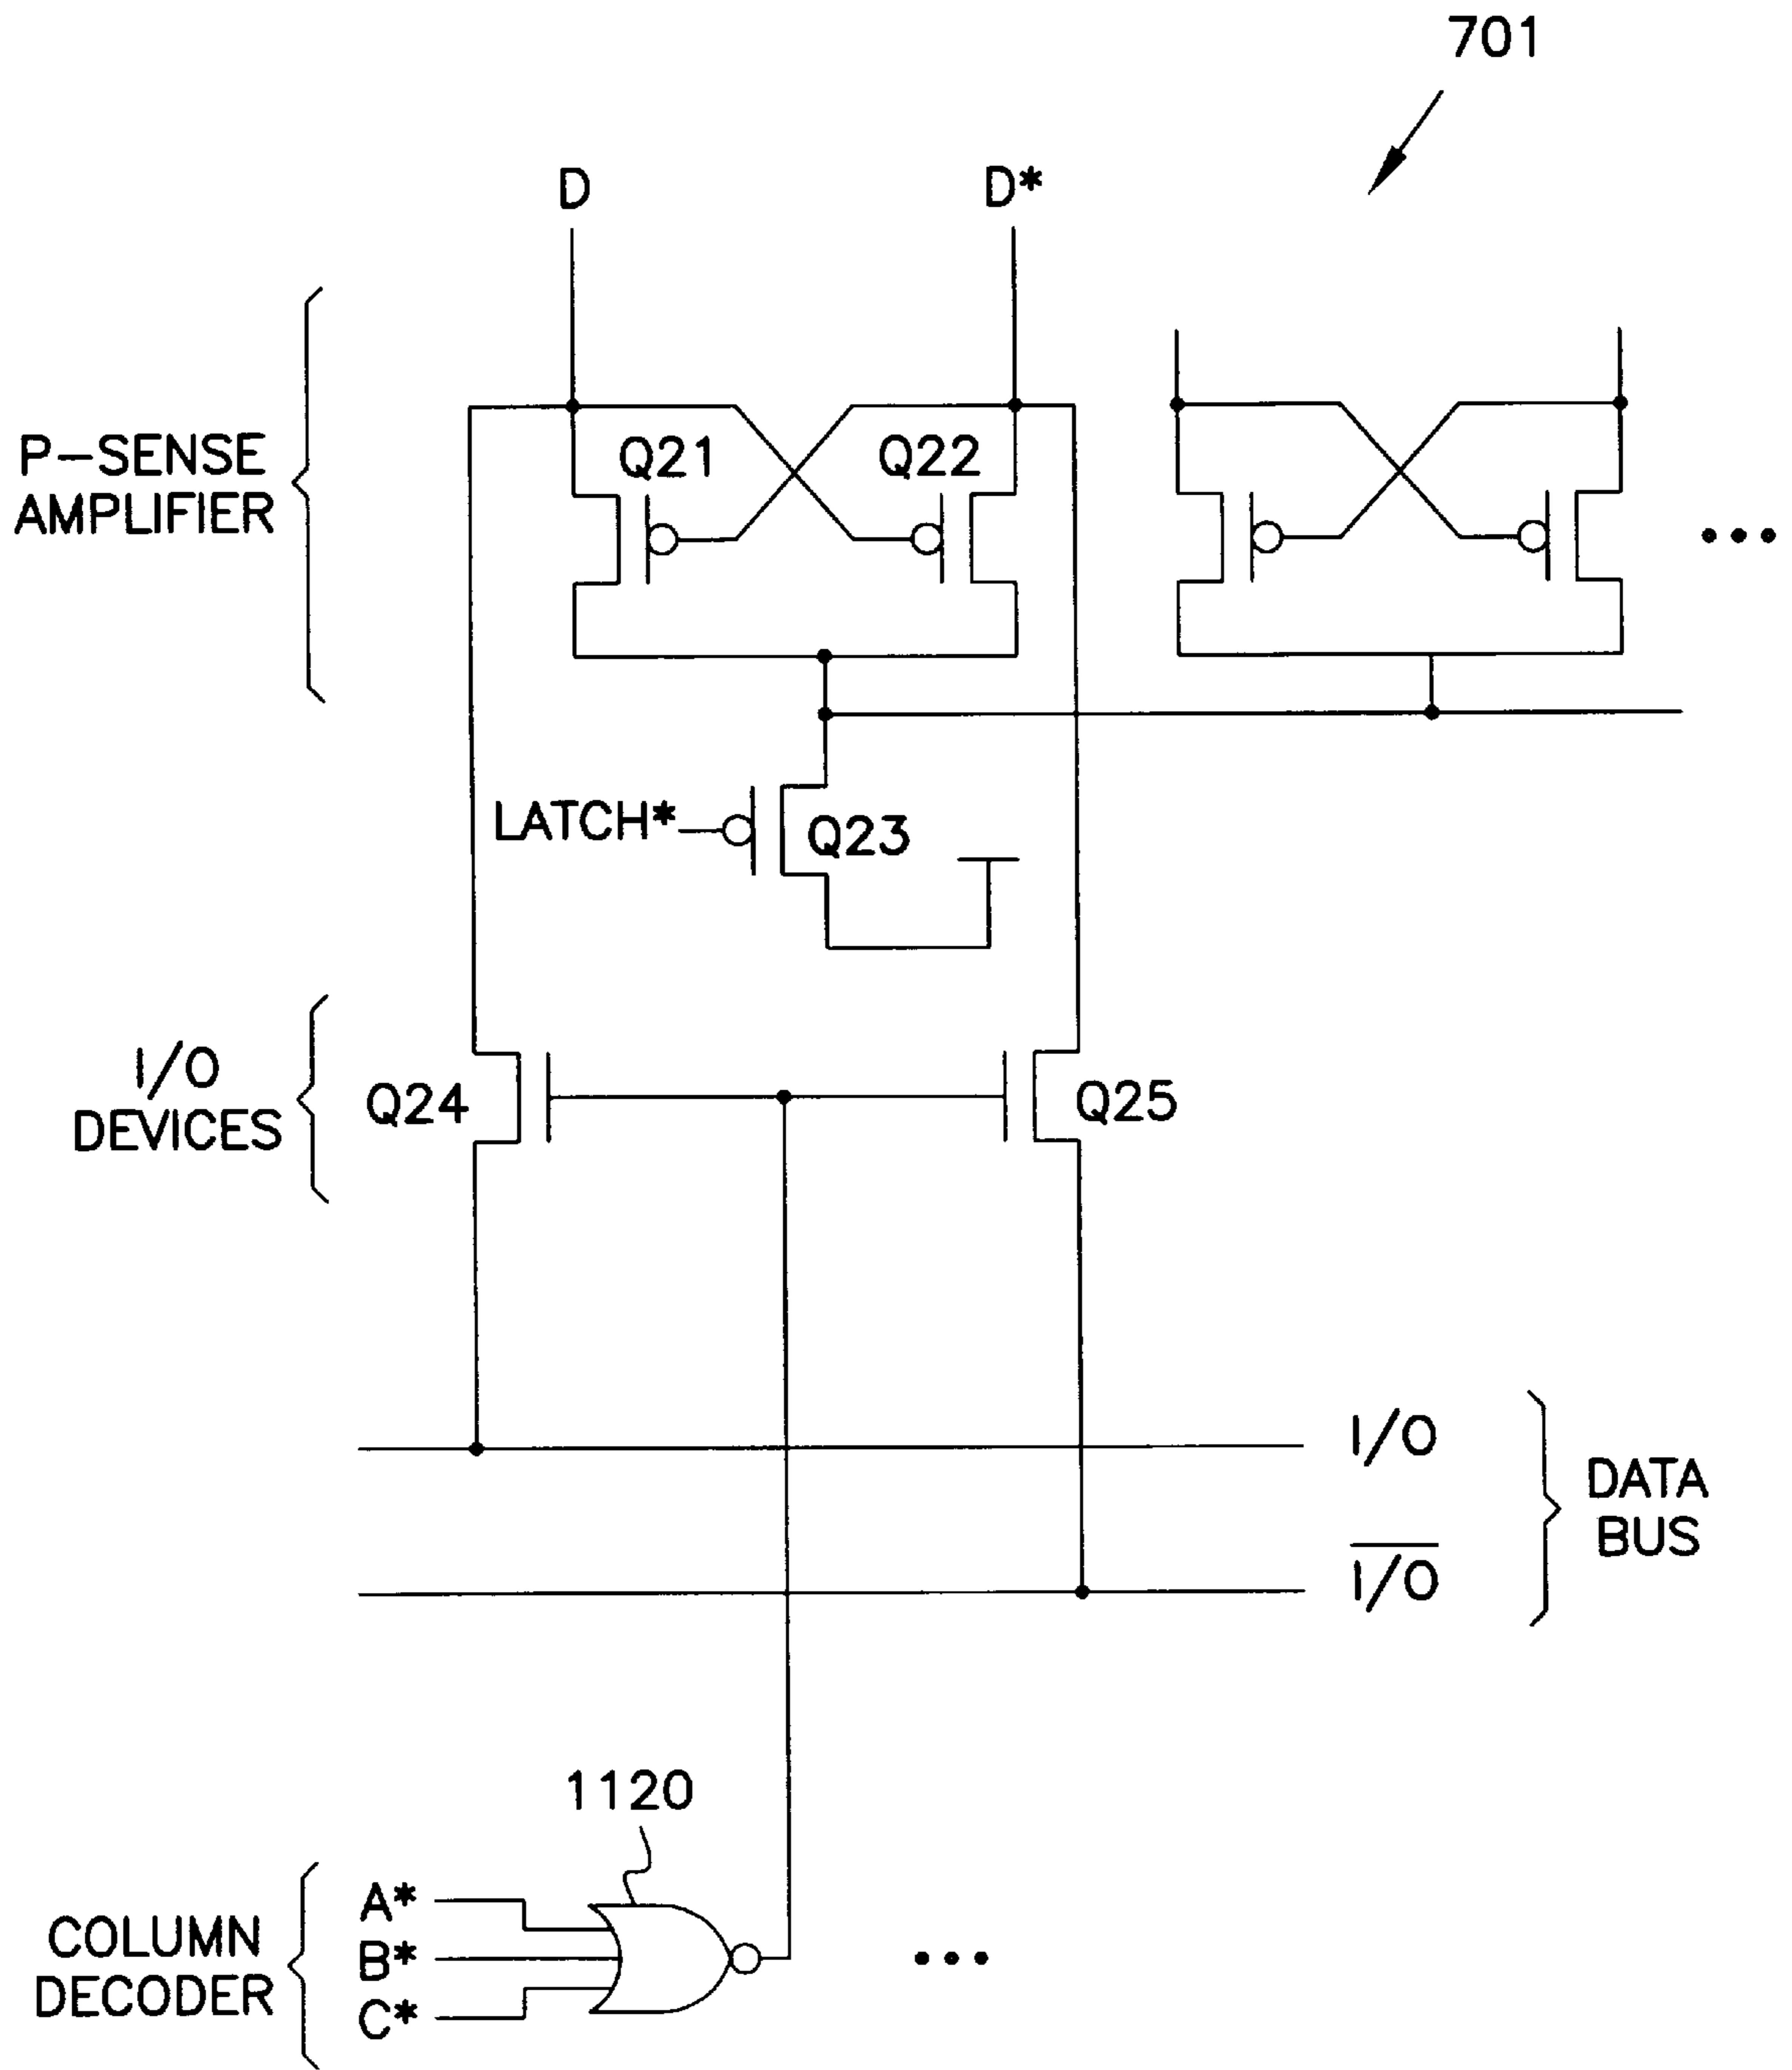 701
D
D*
P-SENSE
AMPLIFIER
Q21
Q22
LATCH*
Q23
I/O
DEVICES
Q24
Q25
I/O
I/O
DATA
BUS
1120
COLUMN
DECODER
A*
B*
C*